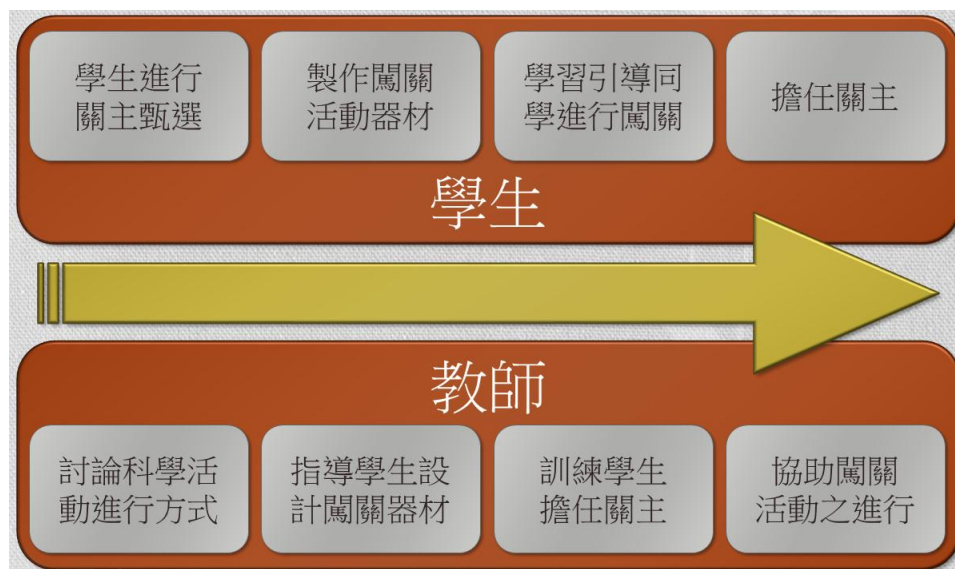 學生進行
關主甄選
製作闖關
活動器材
學習引導同
學進行闖關
擔任關主
學生
教師
討論科學活
動進行方式
指導學生設
計闖關器材
訓練學生
擔任關主
協助闖關
活動之進行